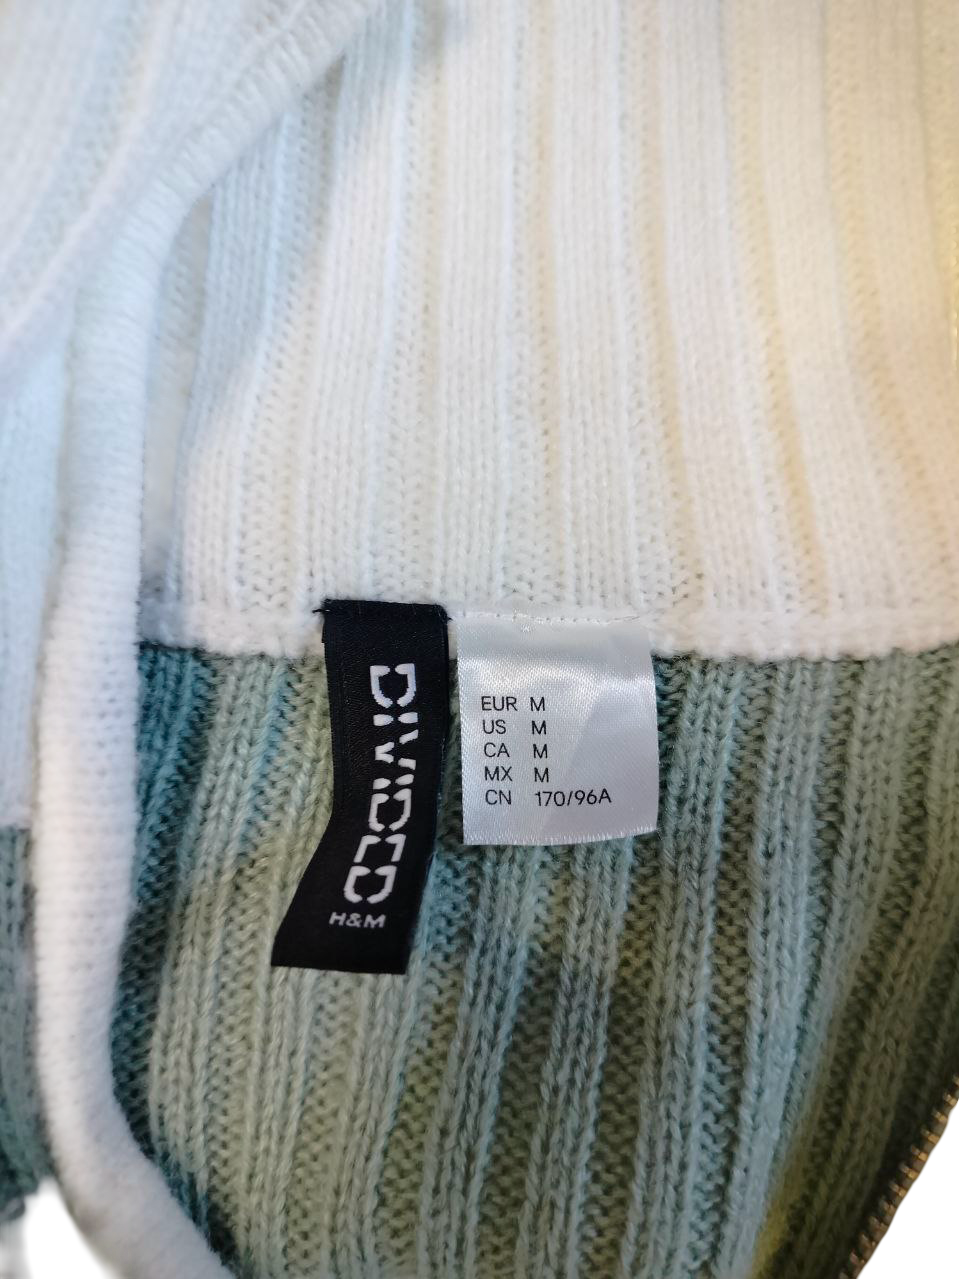 DIVIDED
H&M
EUR M
US M
CA M
MX M
CN 170/96A